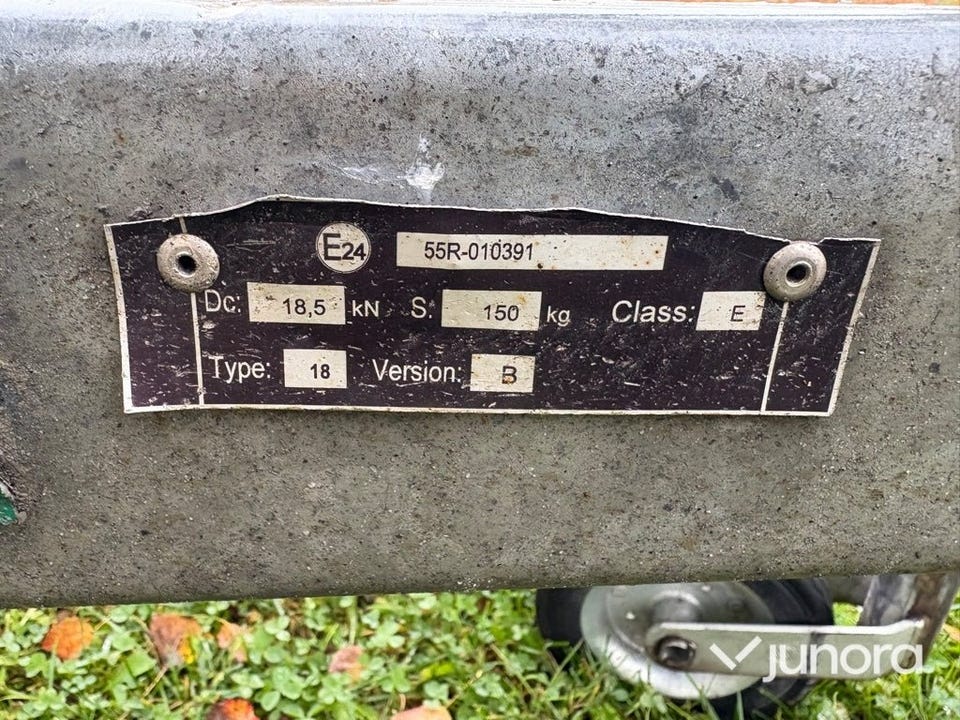 E24 55R-010391
Dc: 18,5 kN S: 150 kg Class: E
Type: 18 Version: B
junora